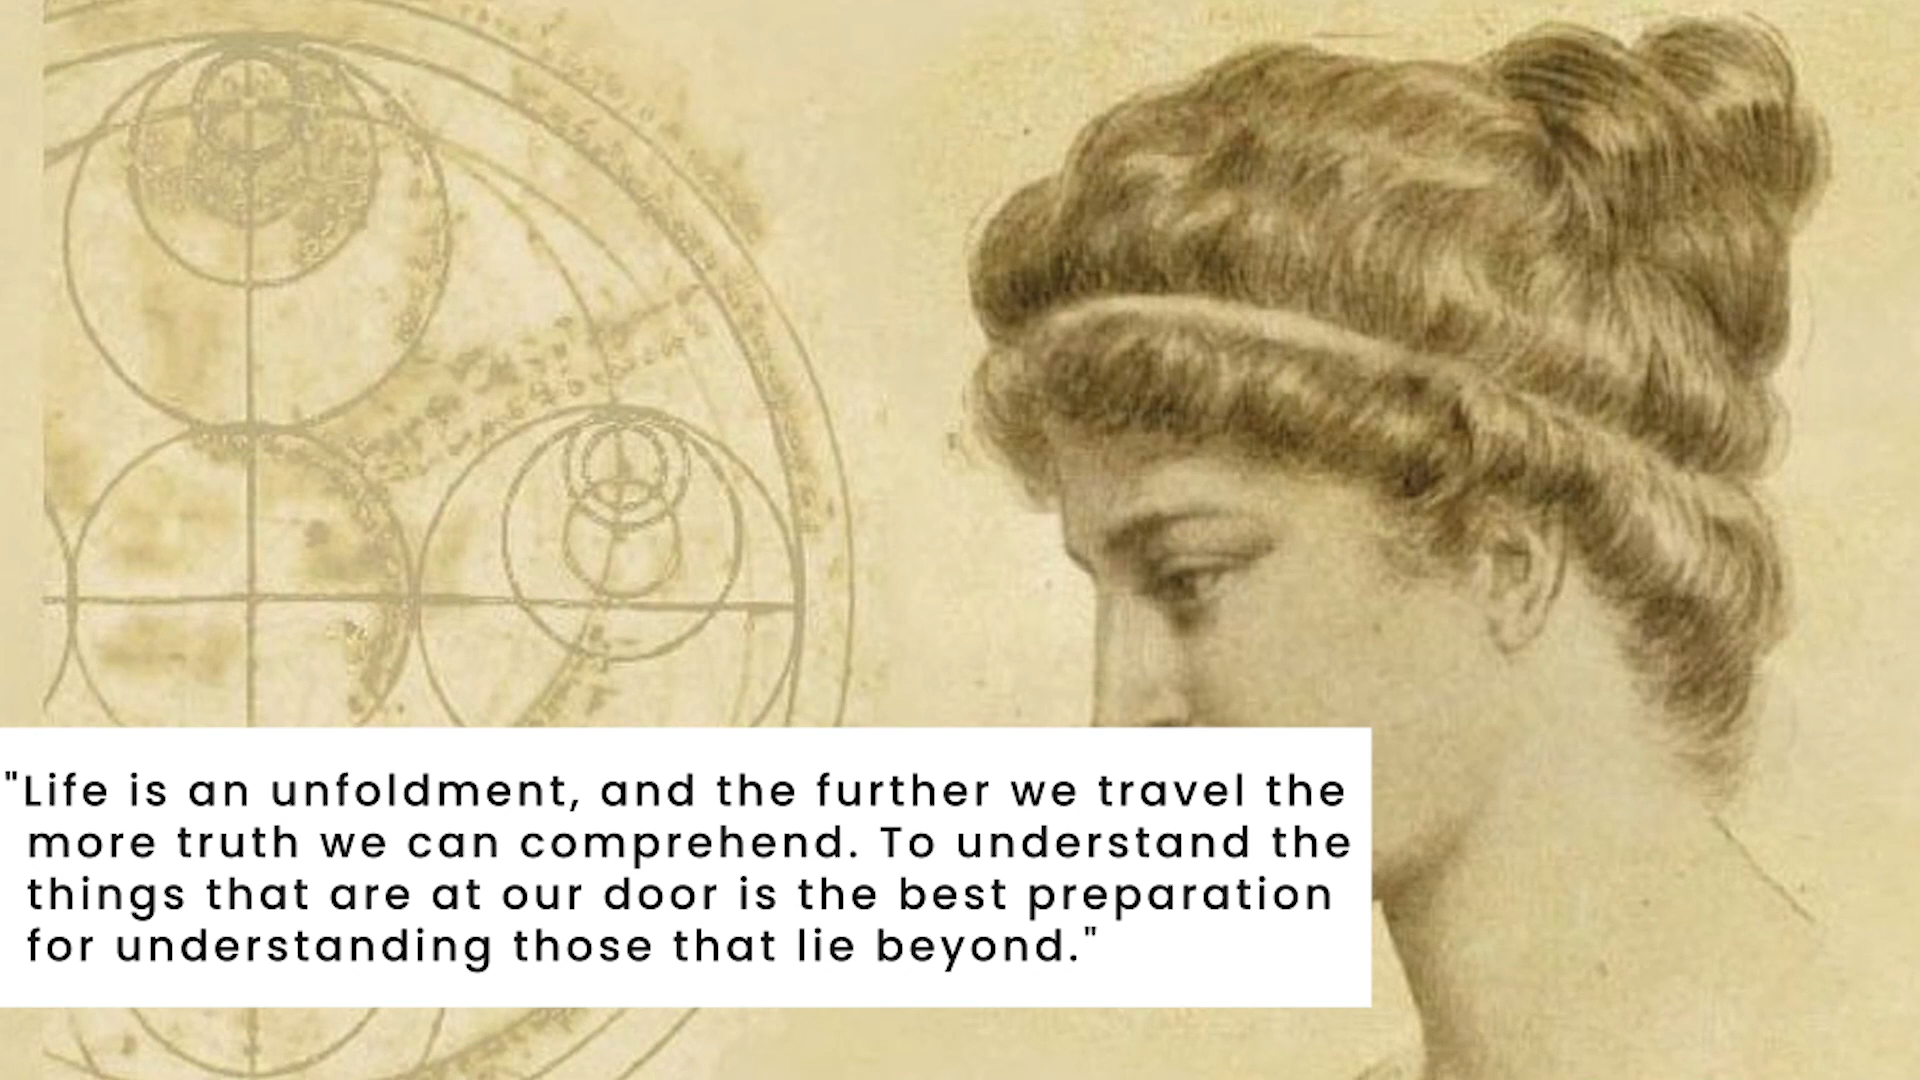 "Life is an unfoldment, and the further we travel the
more truth we can comprehend. To understand the
things that are at our door is the best preparation
for understanding those that lie beyond."